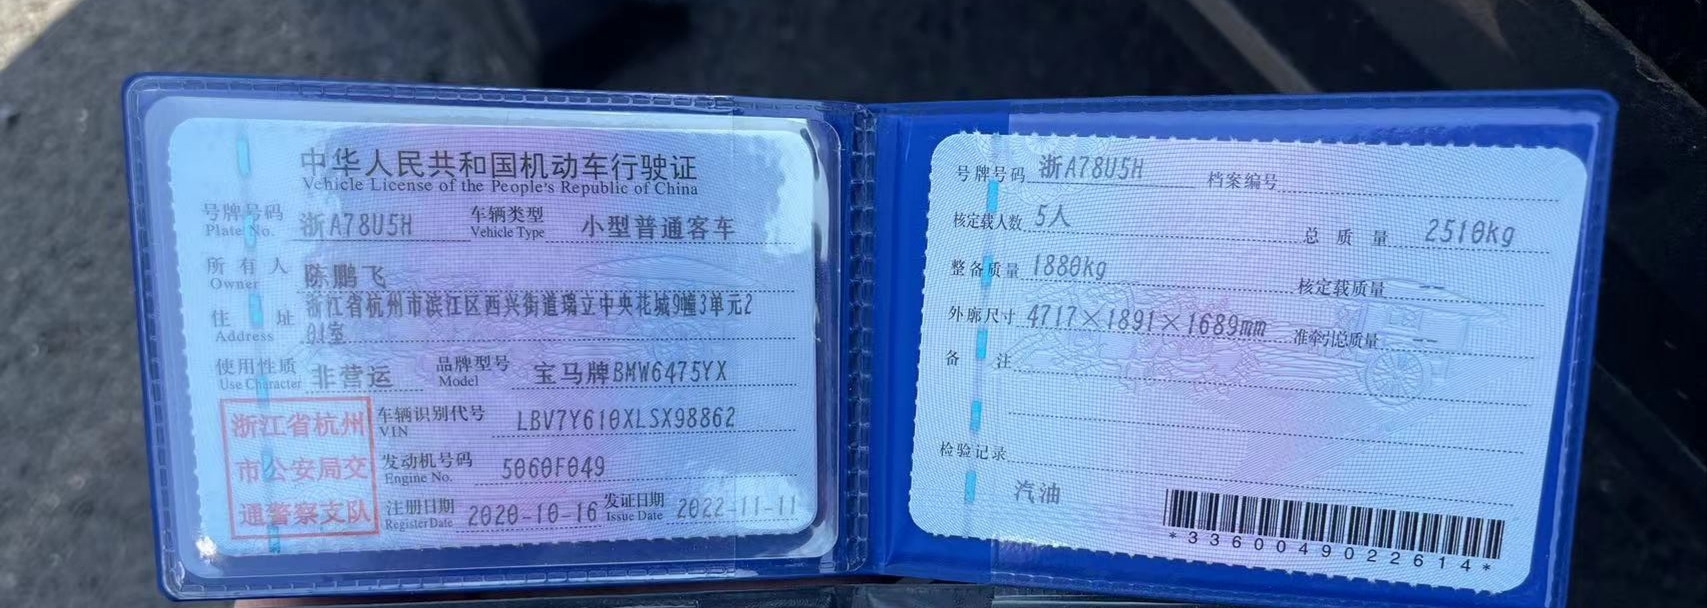 中华人民共和国机动车行驶证
Vehicle License of the People's Republic of China
号牌号码 浙A78U5H 车辆类型 小型普通客车
Plate No. Vehicle Type
所有人 陈鹏飞
Owner
住址 浙江省杭州市滨江区西兴街道瑞立中央花城9幢3单元2
Address 01室
使用性质 非营运 品牌型号 宝马牌BMW6475YX
Use Character Model
浙江省杭州
市公安局交
通警察支队
车辆识别代号 LBV7Y610XLSX98862
VIN
发动机号码 5060F049
Engine No.
注册日期 2020-10-16 发证日期 2022-11-11
Register Date Issue Date
号牌号码 浙A78U5H 档案编号
核定载人数 5人 总质量 2510kg
整备质量 1880kg 核定载质量 --
外廓尺寸 4717×1891×1689mm 准牵引总质量 --
备注
检验记录
汽油
*3360049022614*